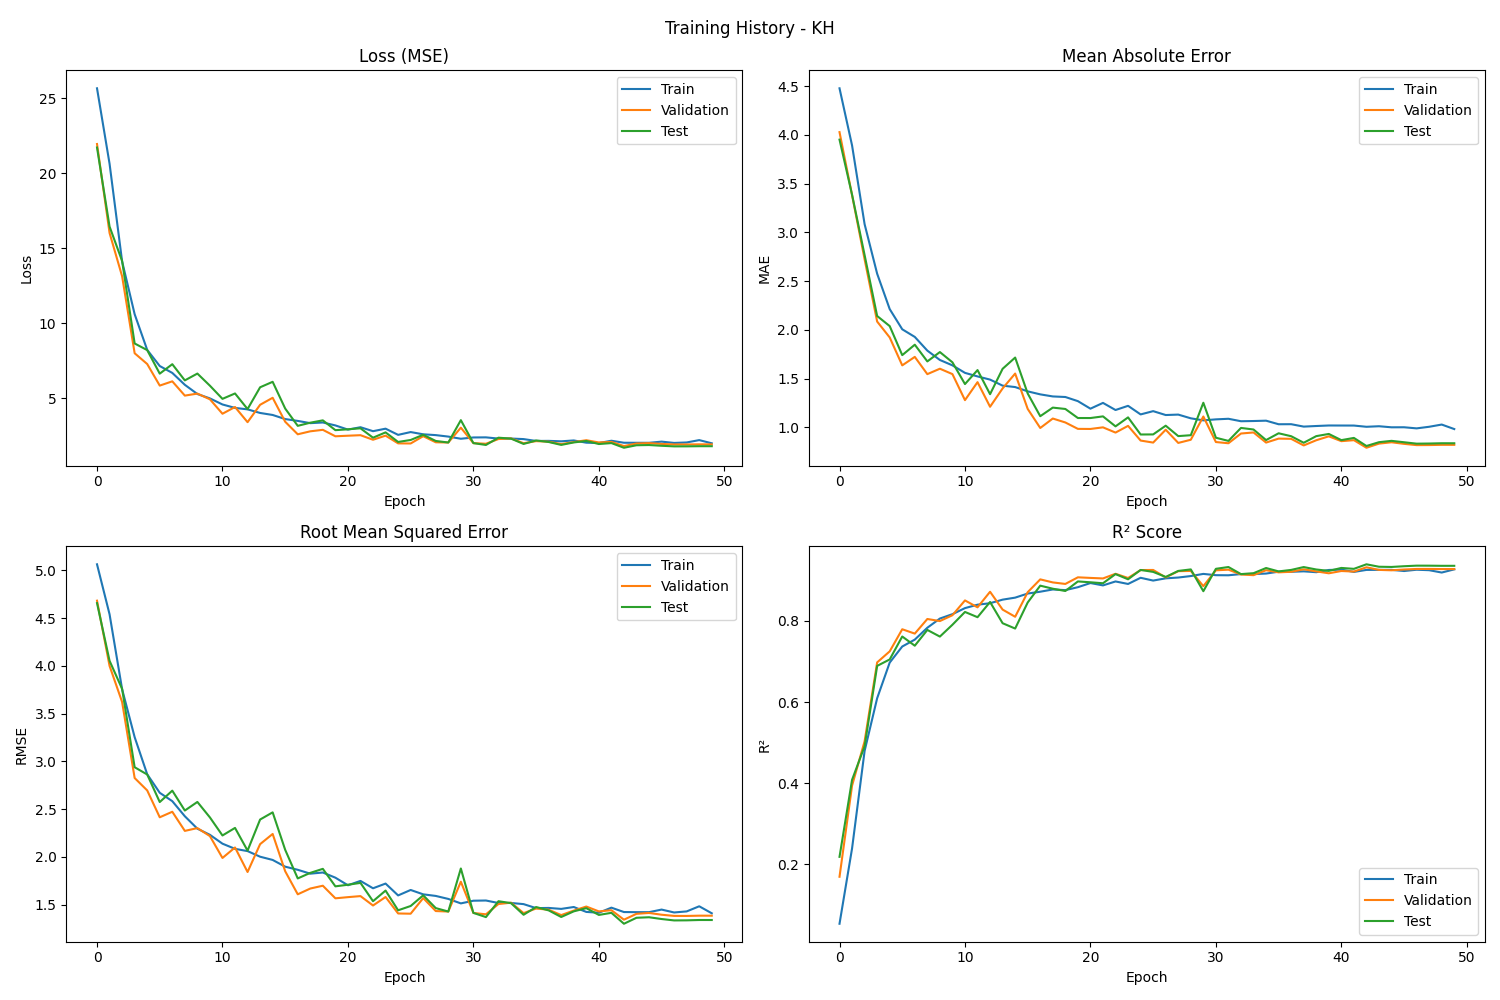 Training History - KH
Loss (MSE)
Loss
25
20
15
10
5
0 10 20 30 40 50
Epoch
Train
Validation
Test
Mean Absolute Error
MAE
4.5
4.0
3.5
3.0
2.5
2.0
1.5
1.0
0 10 20 30 40 50
Epoch
Train
Validation
Test
Root Mean Squared Error
RMSE
5.0
4.5
4.0
3.5
3.0
2.5
2.0
1.5
0 10 20 30 40 50
Epoch
Train
Validation
Test
R² Score
R²
0.8
0.6
0.4
0.2
0 10 20 30 40 50
Epoch
Train
Validation
Test